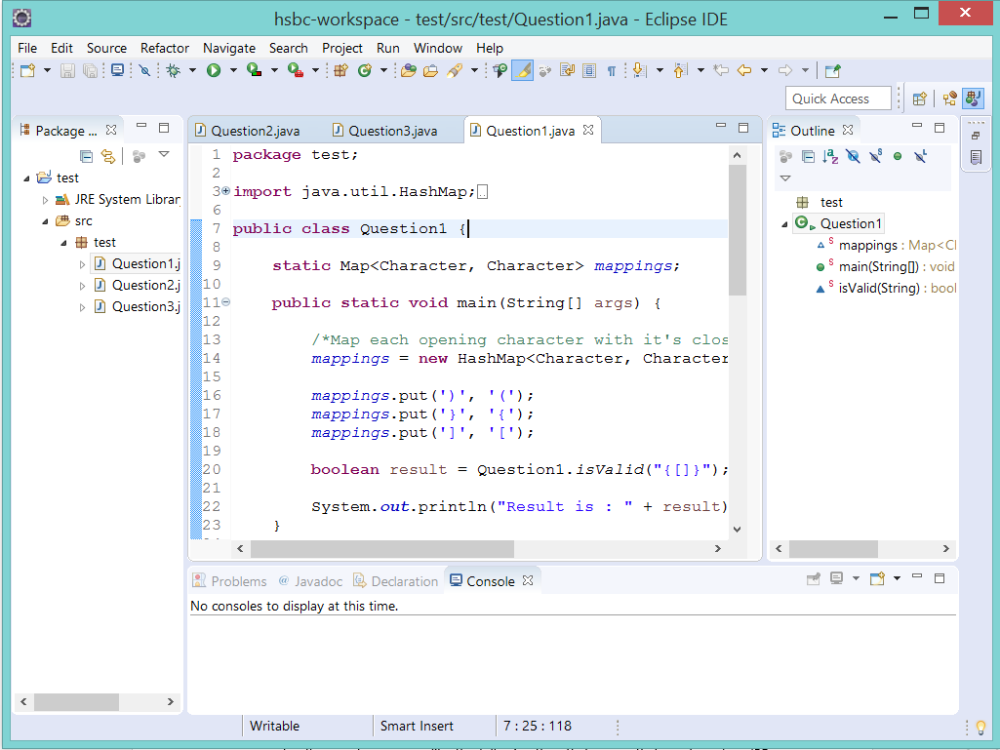 hsbc-workspace - test/src/test/Question1.java - Eclipse IDE
File Edit Source Refactor Navigate Search Project Run Window Help
Quick Access
Package ...
test
JRE System Librar
src
test
Question1.j
Question2.j
Question3.j
Question2.java Question3.java Question1.java
1 package test;
2
3 import java.util.HashMap;
6
7 public class Question1 {
8
9 static Map<Character, Character> mappings;
10
11 public static void main(String[] args) {
12
13 /*Map each opening character with it's clos
14 mappings = new HashMap<Character, Character
15
16 mappings.put(')', '(');
17 mappings.put('}', '{');
18 mappings.put(']', '[');
19
20 boolean result = Question1.isValid("{[]}");
21
22 System.out.println("Result is : " + result)
23 }
Outline
test
Question1
mappings : Map<Cl
main(String[]) : void
isValid(String) : bool
Problems @ Javadoc Declaration Console
No consoles to display at this time.
Writable Smart Insert 7 : 25 : 118